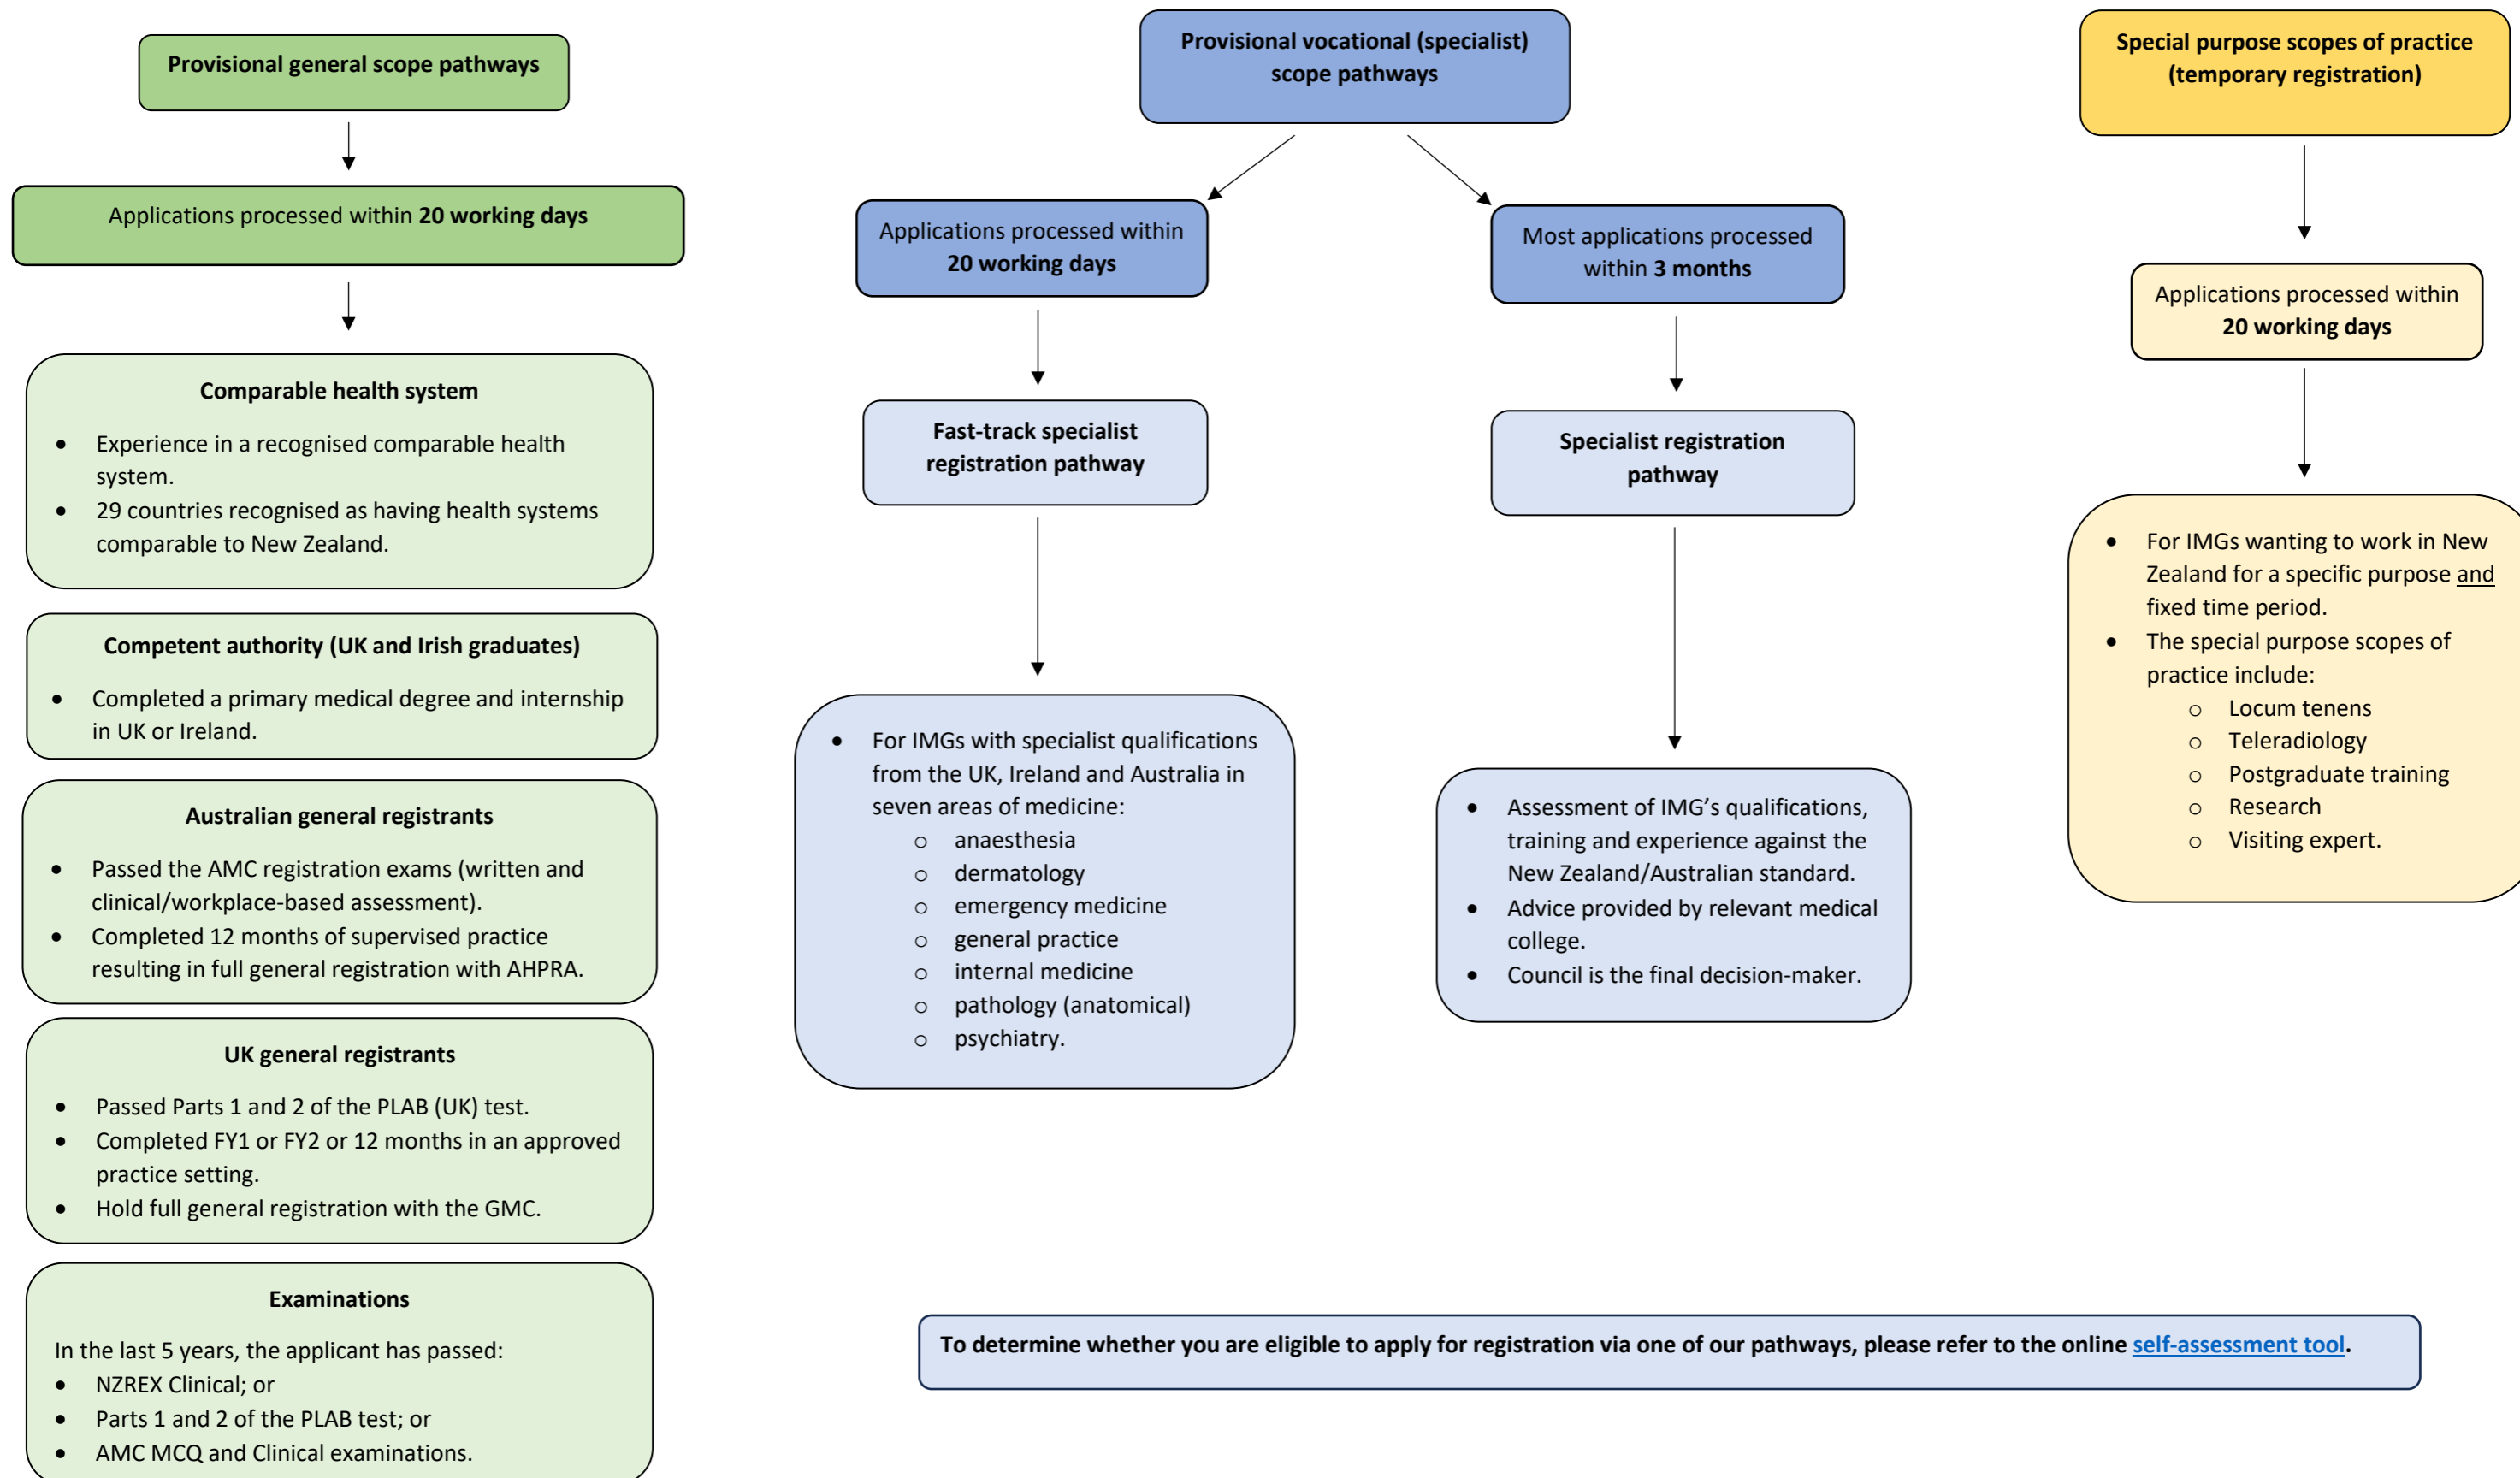 Provisional general scope pathways
Applications processed within 20 working days
Comparable health system
• Experience in a recognised comparable health
system.
• 29 countries recognised as having health systems
comparable to New Zealand.
Competent authority (UK and Irish graduates)
• Completed a primary medical degree and internship
in UK or Ireland.
Australian general registrants
• Passed the AMC registration exams (written and
clinical/workplace-based assessment).
• Completed 12 months of supervised practice
resulting in full general registration with AHPRA.
UK general registrants
• Passed Parts 1 and 2 of the PLAB (UK) test.
• Completed FY1 or FY2 or 12 months in an approved
practice setting.
• Hold full general registration with the GMC.
Examinations
In the last 5 years, the applicant has passed:
• NZREX Clinical; or
• Parts 1 and 2 of the PLAB test; or
• AMC MCQ and Clinical examinations.
Provisional vocational (specialist)
scope pathways
Applications processed within
20 working days
Fast-track specialist
registration pathway
• For IMGs with specialist qualifications
from the UK, Ireland and Australia in
seven areas of medicine:
o anaesthesia
o dermatology
o emergency medicine
o general practice
o internal medicine
o pathology (anatomical)
o psychiatry.
Most applications processed
within 3 months
Specialist registration
pathway
• Assessment of IMG’s qualifications,
training and experience against the
New Zealand/Australian standard.
• Advice provided by relevant medical
college.
• Council is the final decision-maker.
Special purpose scopes of practice
(temporary registration)
Applications processed within
20 working days
• For IMGs wanting to work in New
Zealand for a specific purpose and
fixed time period.
• The special purpose scopes of
practice include:
o Locum tenens
o Teleradiology
o Postgraduate training
o Research
o Visiting expert.
To determine whether you are eligible to apply for registration via one of our pathways, please refer to the online self-assessment tool.